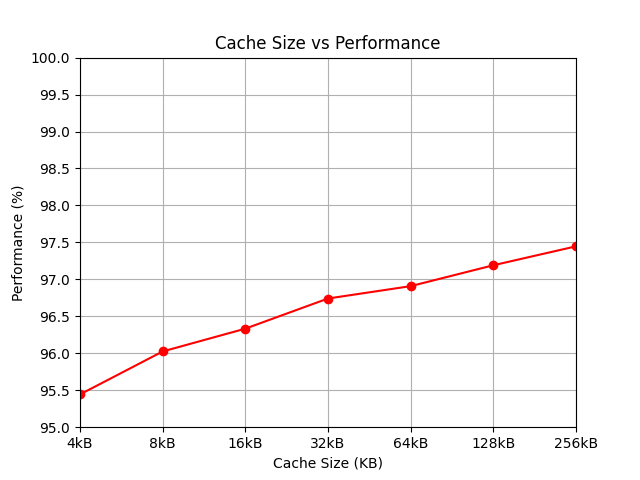 Cache Size vs Performance
100.0
99.5
99.0
98.5
98.0
97.5
97.0
96.5
96.0
95.5
95.0
Performance (%)
4kB 8kB 16kB 32kB 64kB 128kB 256kB
Cache Size (KB)